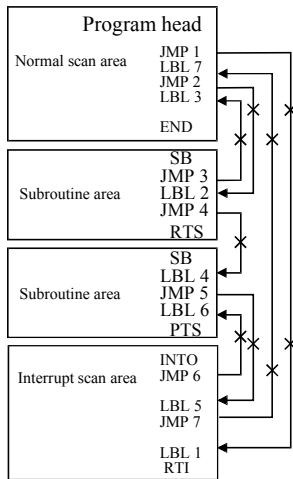 Program head
JMP 1
Normal scan area
LBL 7
JMP 2
LBL 3
END
SB
JMP 3
Subroutine area
LBL 2
JMP 4
RTS
SB
LBL 4
Subroutine area
JMP 5
LBL 6
PTS
INTO
Interrupt scan area
JMP 6
LBL 5
JMP 7
LBL 1
RTI